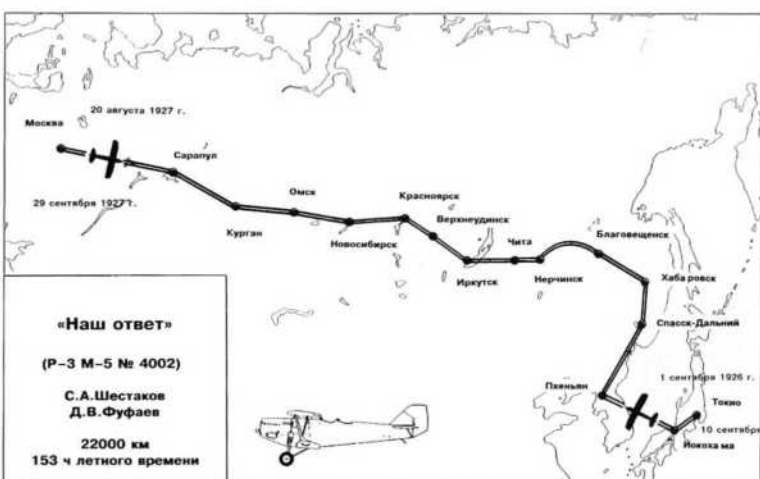 20 августа 1927 г.
Москва
Сарапул
29 сентября 1927 г.
Курган
Омск
Новосибирск
Красноярск
Верхнеудинск
Иркутск
Чита
Нерчинск
Благовещенск
Хабаровск
Спасск-Дальний
1 сентября 1926 г.
Пхеньян
Токио
10 сентября
Иокохама
«Наш ответ»
(Р-3 М-5 № 4002)
С.А.Шестаков
Д.В.Фуфаев
22000 км
153 ч летного времени